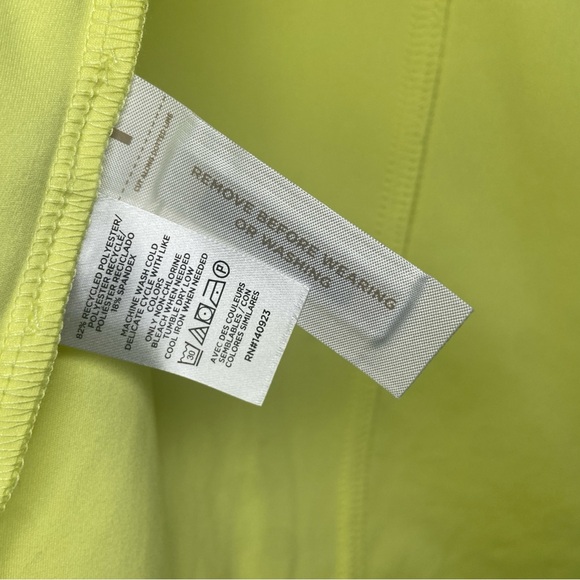 REMOVE BEFORE WEARING
OR WASHING
82% RECYCLED POLYESTER/
POLYESTER RECYCLE/
POLIÉSTER RECICLADO
18% SPANDEX
MACHINE WASH COLD
DELICATE CYCLE WITH LIKE
COLORS
ONLY NON-CHLORINE
BLEACH WHEN NEEDED
TUMBLE DRY LOW
COOL IRON WHEN NEEDED
30
P
AVEC DES COULEURS
SEMBLABLES / CON
COLORES SIMILARES
RN#140923